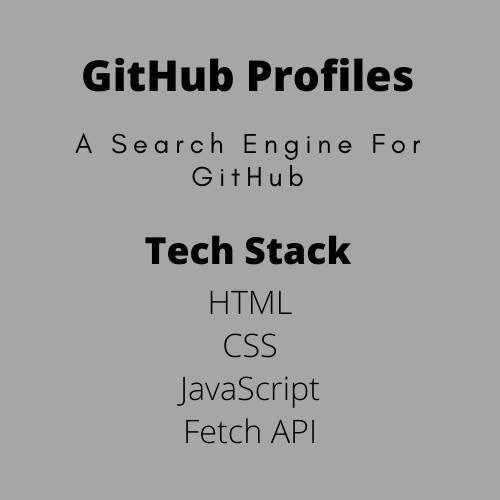 GitHub Profiles
A Search Engine For
GitHub
Tech Stack
HTML
CSS
JavaScript
Fetch API